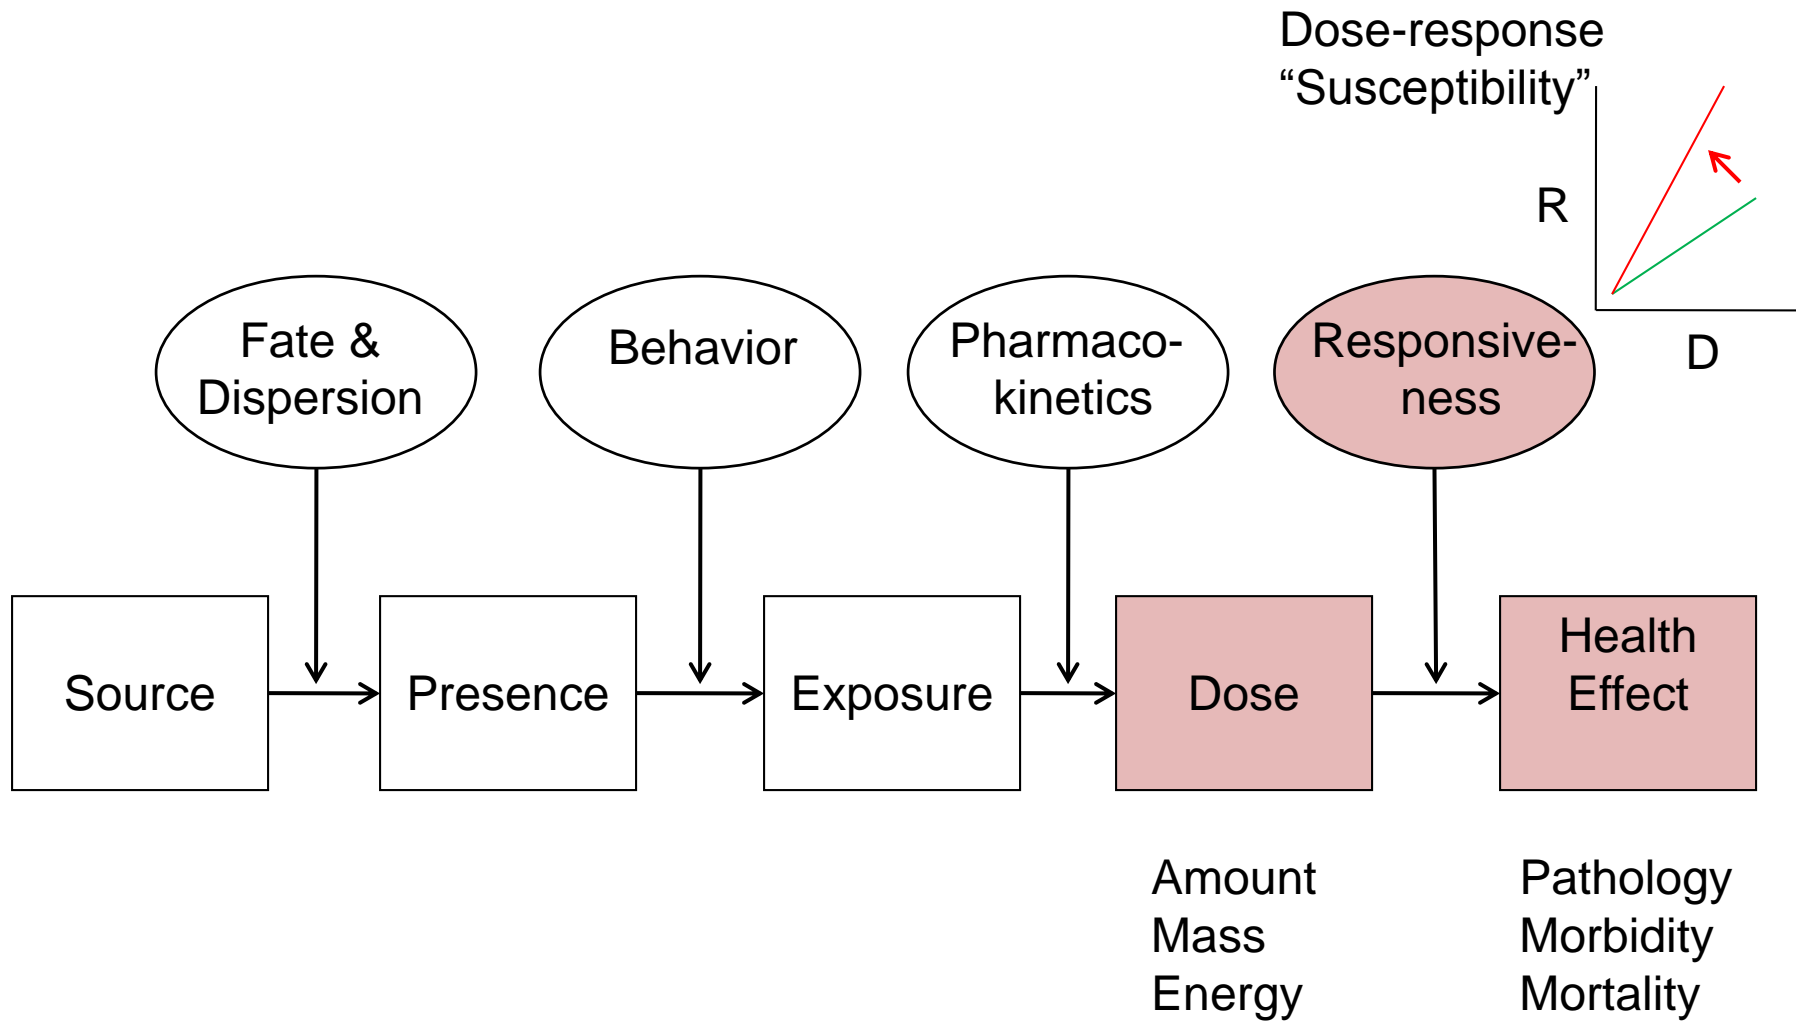 Dose-response
“Susceptibility”
R
D
Fate &
Dispersion
Behavior
Pharmaco-
kinetics
Responsive-
ness
Source
Presence
Exposure
Dose
Health
Effect
Amount
Mass
Energy
Pathology
Morbidity
Mortality